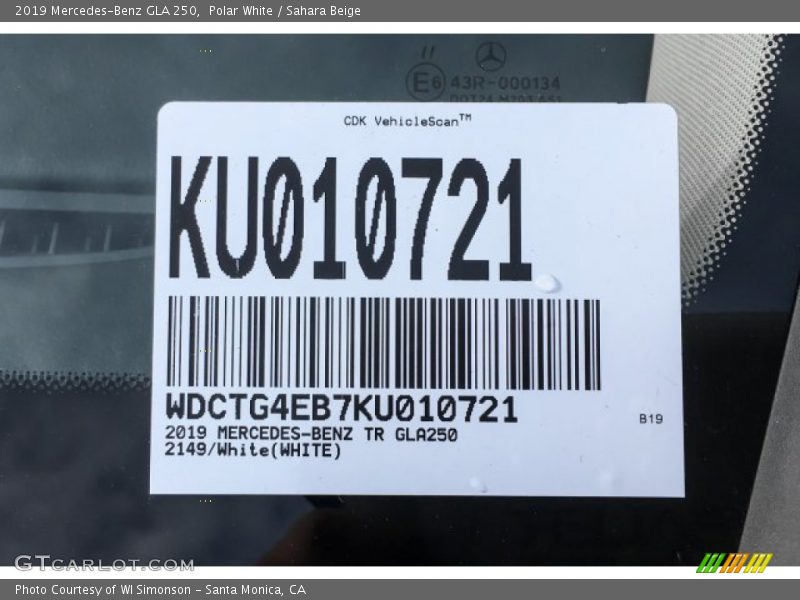 2019 Mercedes-Benz GLA 250,  Polar White / Sahara Beige
E6 43R-000134
CDK VehicleScan™
KU010721
WDCTG4EB7KU010721
2019 MERCEDES-BENZ TR GLA250
2149/White(WHITE)
B19
GTcarlot.com
Photo Courtesy of WI Simonson - Santa Monica, CA